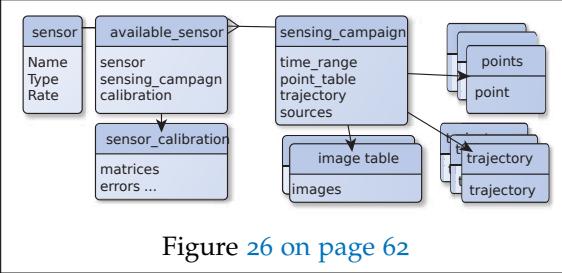 sensor
Name
Type
Rate
available_sensor
sensor
sensing_campagn
calibration
sensor_calibration
matrices
errors ...
sensing_campaign
time_range
point_table
trajectory
sources
image table
images
points
point
trajectory
trajectory
Figure 26 on page 62